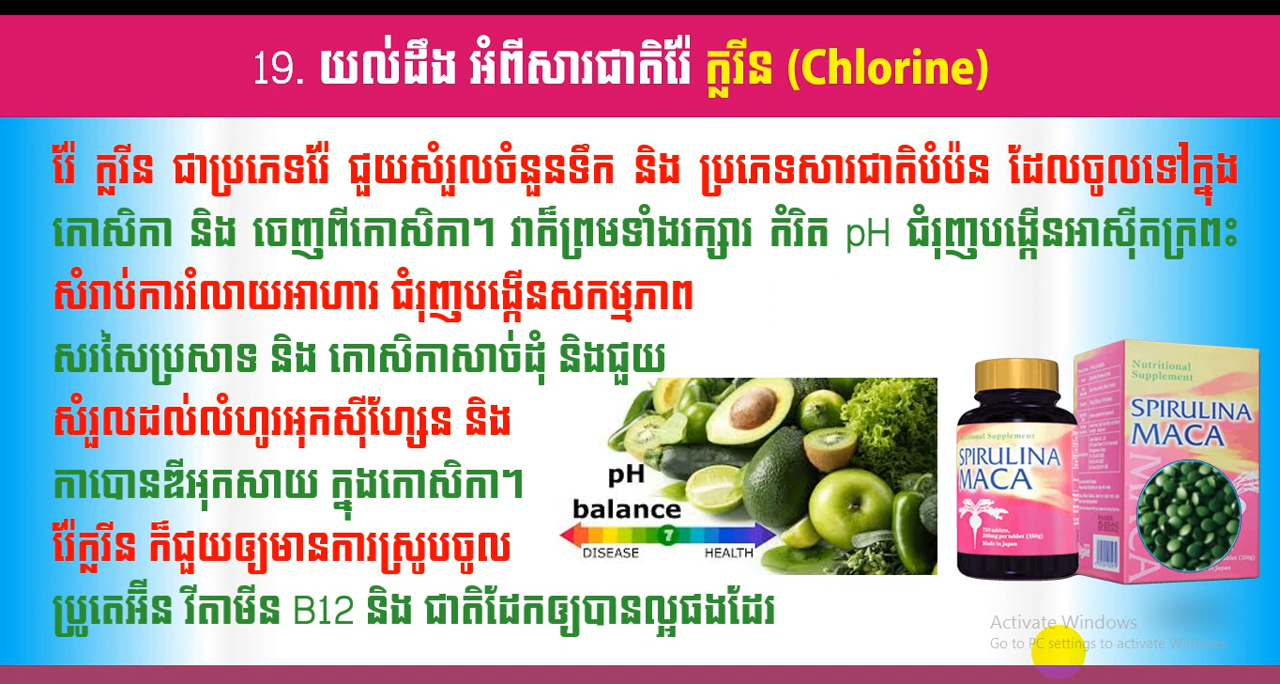 19. យល់ដឹង អំពីសារជាតិរ៉ែ ក្លរីន (Chlorine)
រ៉ែ ក្លរីន ជាប្រភេទរ៉ែ ជួយសំរួលចំនួនទឹក និង ប្រភេទសារជាតិបំប៉ន ដែលចូលទៅក្នុង
កោសិកា និង ចេញពីកោសិកា។ វាក៏ព្រមទាំងរក្សារ កំរិត pH ជំរុញបង្កើនអាស៊ីតក្រពះ
សំរាប់ការរំលាយអាហារ ជំរុញបង្កើនសកម្មភាព
សរសៃប្រសាទ និង កោសិកាសាច់ដុំ និងជួយ
សំរួលដល់លំហូរអុកស៊ីហ្សែន និង
កាបោនឌីអុកសាយ ក្នុងកោសិកា។
រ៉ែក្លរីន ក៏ជួយឲ្យមានការស្រូបចូល
ប្រូតេអ៊ីន វីតាមីន B12 និង ជាតិដែកឲ្យបានល្អផងដែរ
pH
balance
7
DISEASE HEALTH
Nutritional Supplement
SPIRULINA
MACA
750 tablets,
200mg per tablet (150g)
Made in Japan
Nutritional
Supplement
SPIRULINA
MACA
Activate Windows
Go to PC settings to activate Windows.